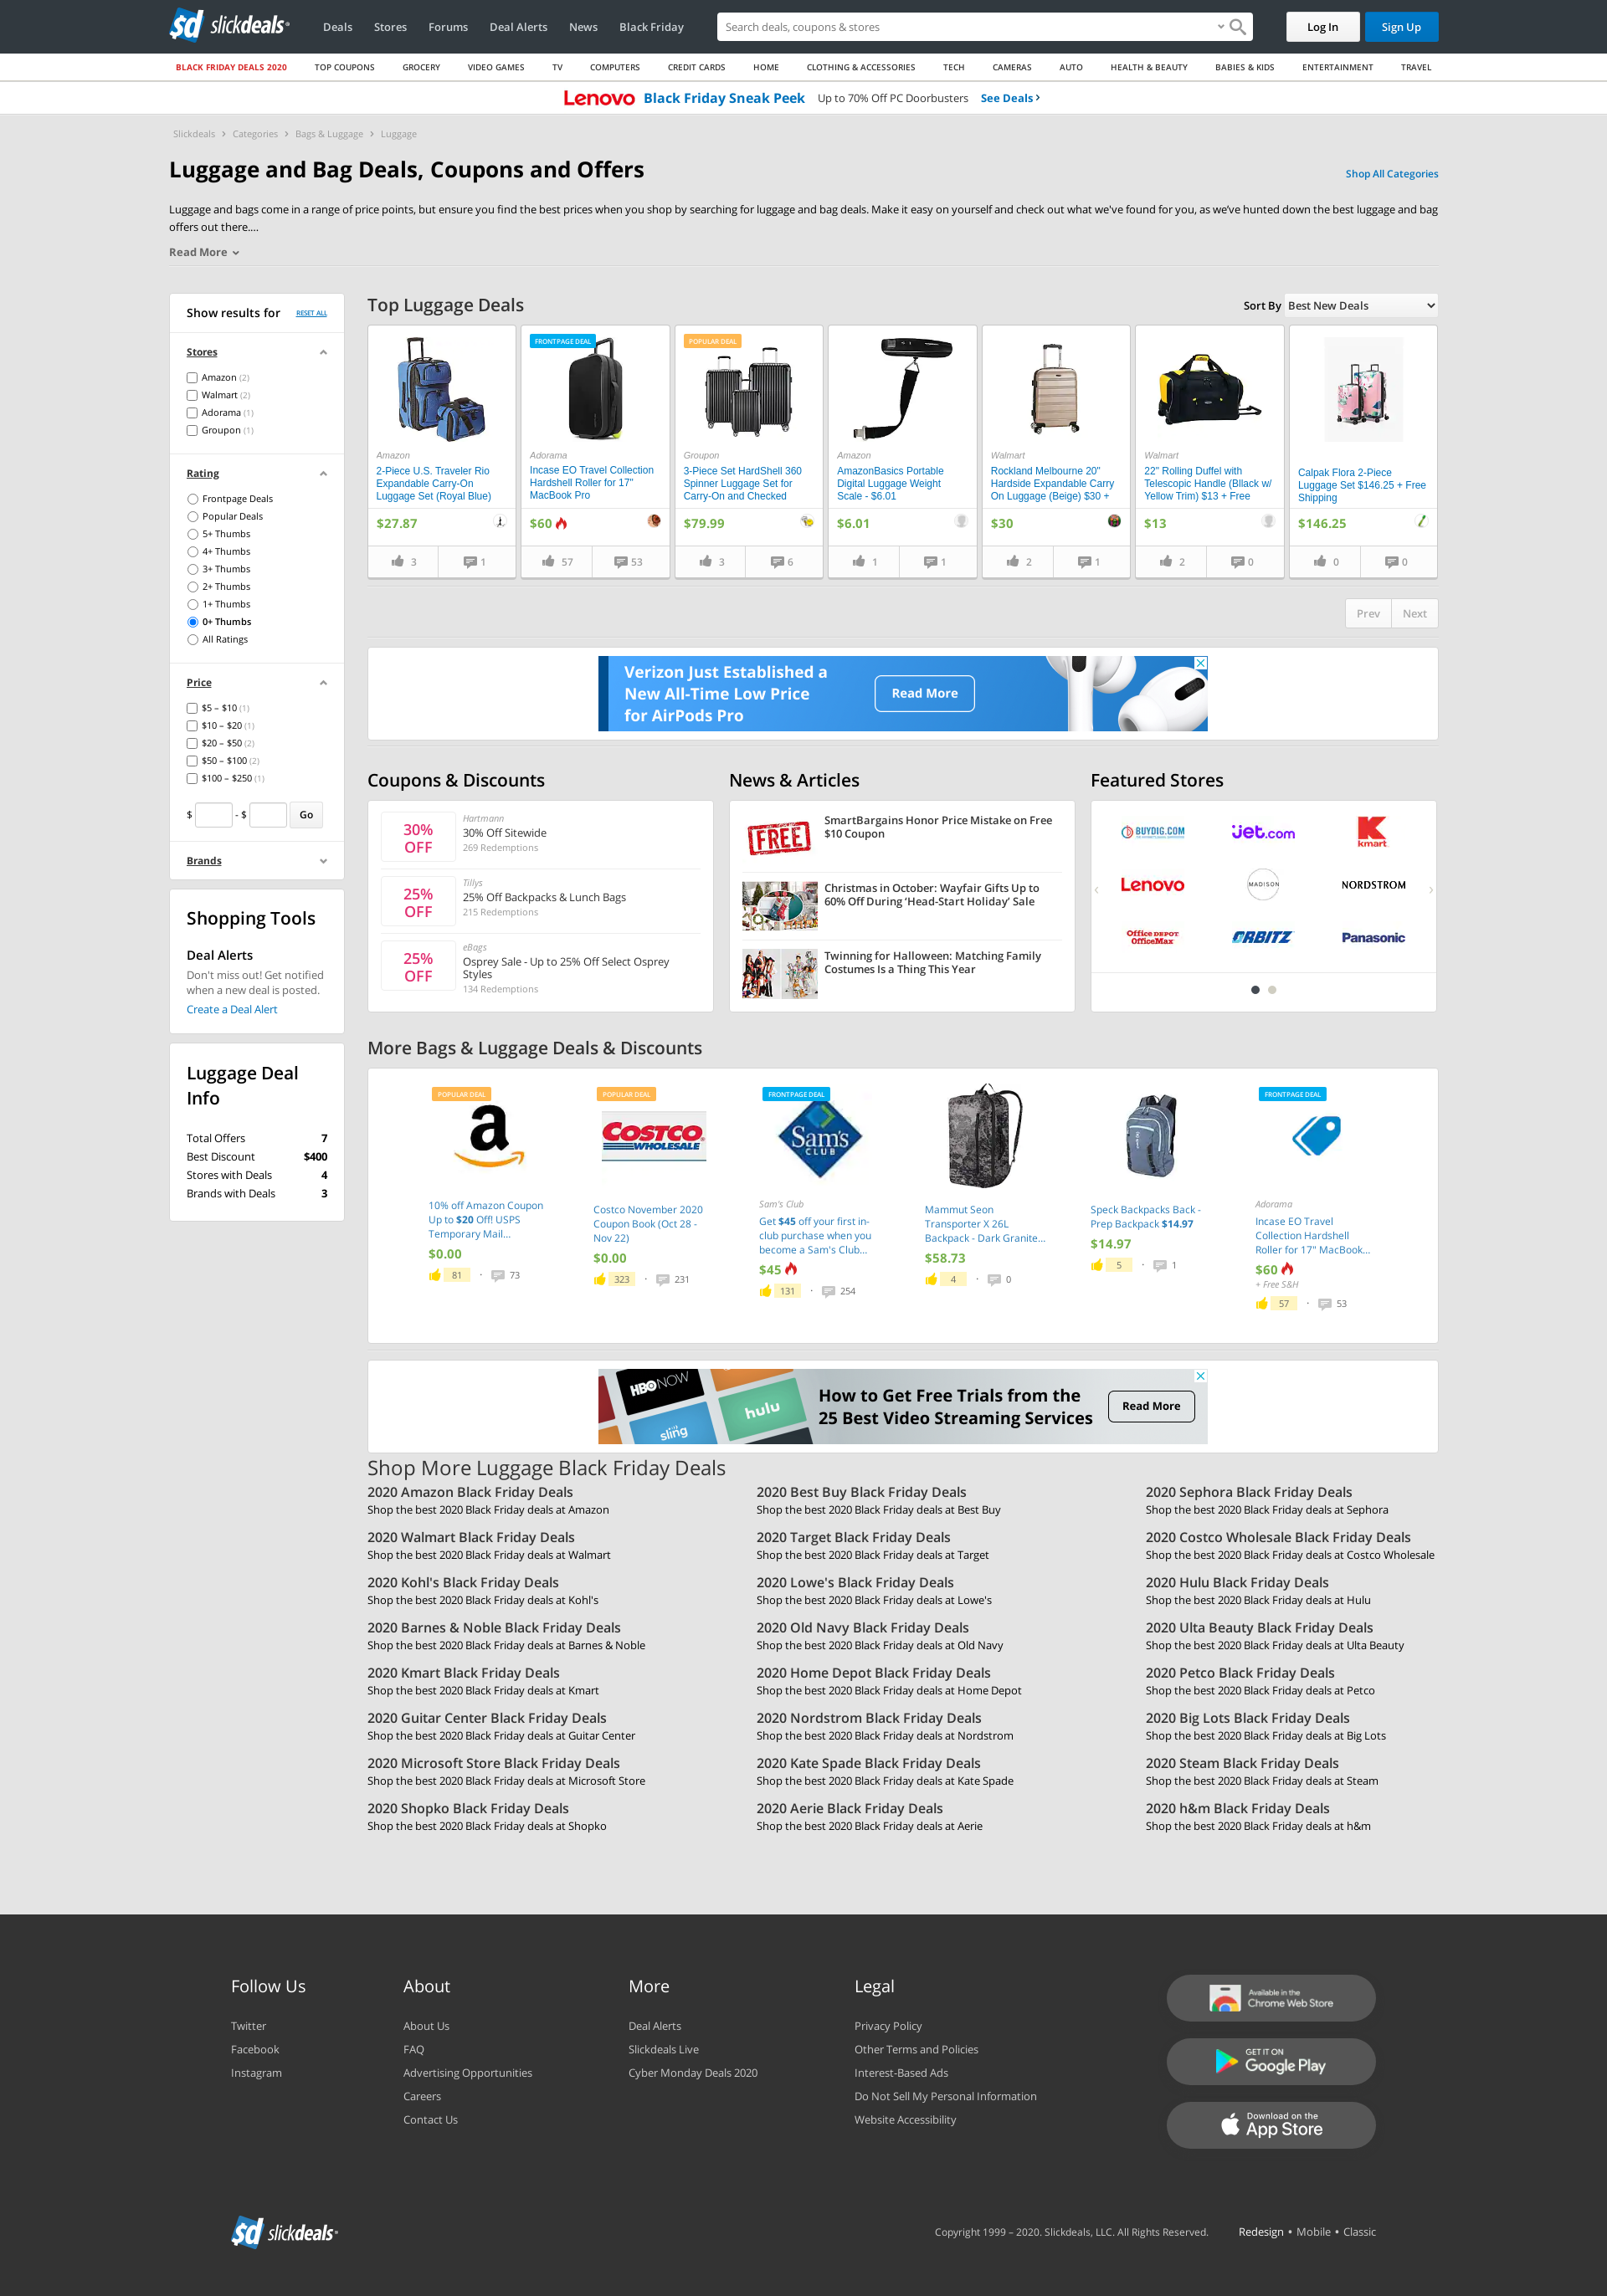 sd slickdeals
Deals
Stores
Forums
Deal Alerts
News
Black Friday
Search deals, coupons & stores
Log In
Sign Up
BLACK FRIDAY DEALS 2020
TOP COUPONS
GROCERY
VIDEO GAMES
TV
COMPUTERS
CREDIT CARDS
HOME
CLOTHING & ACCESSORIES
TECH
CAMERAS
AUTO
HEALTH & BEAUTY
BABIES & KIDS
ENTERTAINMENT
TRAVEL
Lenovo Black Friday Sneak Peek Up to 70% Off PC Doorbusters See Deals ›
Slickdeals › Categories › Bags & Luggage › Luggage
Luggage and Bag Deals, Coupons and Offers
Shop All Categories
Luggage and bags come in a range of price points, but ensure you find the best prices when you shop by searching for luggage and bag deals. Make it easy on yourself and check out what we've found for you, as we’ve hunted down the best luggage and bag
offers out there....
Read More
Show results for RESET ALL
Stores
Amazon (2)
Walmart (2)
Adorama (1)
Groupon (1)
Rating
Frontpage Deals
Popular Deals
5+ Thumbs
4+ Thumbs
3+ Thumbs
2+ Thumbs
1+ Thumbs
0+ Thumbs
All Ratings
Price
$5 – $10 (1)
$10 – $20 (1)
$20 – $50 (2)
$50 – $100 (2)
$100 – $250 (1)
$ - $ Go
Brands
Shopping Tools
Deal Alerts
Don't miss out! Get notified
when a new deal is posted.
Create a Deal Alert
Luggage Deal
Info
Total Offers 7
Best Discount $400
Stores with Deals 4
Brands with Deals 3
Top Luggage Deals
Sort By Best New Deals
Amazon
2-Piece U.S. Traveler Rio
Expandable Carry-On
Luggage Set (Royal Blue)
$27.87
3 1
FRONTPAGE DEAL
Adorama
Incase EO Travel Collection
Hardshell Roller for 17"
MacBook Pro
$60
57 53
POPULAR DEAL
Groupon
3-Piece Set HardShell 360
Spinner Luggage Set for
Carry-On and Checked
$79.99
3 6
Amazon
AmazonBasics Portable
Digital Luggage Weight
Scale - $6.01
$6.01
1 1
Walmart
Rockland Melbourne 20"
Hardside Expandable Carry
On Luggage (Beige) $30 +
$30
2 1
Walmart
22" Rolling Duffel with
Telescopic Handle (Bllack w/
Yellow Trim) $13 + Free
$13
2 0
Calpak Flora 2-Piece
Luggage Set $146.25 + Free
Shipping
$146.25
0 0
Prev Next
Verizon Just Established a
New All-Time Low Price
for AirPods Pro
Read More
Coupons & Discounts
30%
OFF
Hartmann
30% Off Sitewide
269 Redemptions
25%
OFF
Tillys
25% Off Backpacks & Lunch Bags
215 Redemptions
25%
OFF
eBags
Osprey Sale - Up to 25% Off Select Osprey
Styles
134 Redemptions
News & Articles
FREE
SmartBargains Honor Price Mistake on Free
$10 Coupon
Christmas in October: Wayfair Gifts Up to
60% Off During ‘Head-Start Holiday’ Sale
Twinning for Halloween: Matching Family
Costumes Is a Thing This Year
Featured Stores
BUYDIG.COM
jet.com
K
kmart
Lenovo
MADISON
NORDSTROM
Office DEPOT
OfficeMax
ORBITZ
Panasonic
More Bags & Luggage Deals & Discounts
POPULAR DEAL
a
10% off Amazon Coupon
Up to $20 Off! USPS
Temporary Mail...
$0.00
81 · 73
POPULAR DEAL
COSTCO
WHOLESALE
Costco November 2020
Coupon Book (Oct 28 -
Nov 22)
$0.00
323 · 231
FRONTPAGE DEAL
Sam's
CLUB
Sam's Club
Get $45 off your first in-
club purchase when you
become a Sam's Club...
$45
131 · 254
Mammut Seon
Transporter X 26L
Backpack - Dark Granite...
$58.73
4 · 0
Speck Backpacks Back -
Prep Backpack $14.97
$14.97
5 · 1
FRONTPAGE DEAL
Adorama
Incase EO Travel
Collection Hardshell
Roller for 17" MacBook...
$60
+ Free S&H
57 · 53
HBO NOW
hulu
sling
How to Get Free Trials from the
25 Best Video Streaming Services
Read More
Shop More Luggage Black Friday Deals
2020 Amazon Black Friday Deals
Shop the best 2020 Black Friday deals at Amazon
2020 Best Buy Black Friday Deals
Shop the best 2020 Black Friday deals at Best Buy
2020 Sephora Black Friday Deals
Shop the best 2020 Black Friday deals at Sephora
2020 Walmart Black Friday Deals
Shop the best 2020 Black Friday deals at Walmart
2020 Target Black Friday Deals
Shop the best 2020 Black Friday deals at Target
2020 Costco Wholesale Black Friday Deals
Shop the best 2020 Black Friday deals at Costco Wholesale
2020 Kohl's Black Friday Deals
Shop the best 2020 Black Friday deals at Kohl's
2020 Lowe's Black Friday Deals
Shop the best 2020 Black Friday deals at Lowe's
2020 Hulu Black Friday Deals
Shop the best 2020 Black Friday deals at Hulu
2020 Barnes & Noble Black Friday Deals
Shop the best 2020 Black Friday deals at Barnes & Noble
2020 Old Navy Black Friday Deals
Shop the best 2020 Black Friday deals at Old Navy
2020 Ulta Beauty Black Friday Deals
Shop the best 2020 Black Friday deals at Ulta Beauty
2020 Kmart Black Friday Deals
Shop the best 2020 Black Friday deals at Kmart
2020 Home Depot Black Friday Deals
Shop the best 2020 Black Friday deals at Home Depot
2020 Petco Black Friday Deals
Shop the best 2020 Black Friday deals at Petco
2020 Guitar Center Black Friday Deals
Shop the best 2020 Black Friday deals at Guitar Center
2020 Nordstrom Black Friday Deals
Shop the best 2020 Black Friday deals at Nordstrom
2020 Big Lots Black Friday Deals
Shop the best 2020 Black Friday deals at Big Lots
2020 Microsoft Store Black Friday Deals
Shop the best 2020 Black Friday deals at Microsoft Store
2020 Kate Spade Black Friday Deals
Shop the best 2020 Black Friday deals at Kate Spade
2020 Steam Black Friday Deals
Shop the best 2020 Black Friday deals at Steam
2020 Shopko Black Friday Deals
Shop the best 2020 Black Friday deals at Shopko
2020 Aerie Black Friday Deals
Shop the best 2020 Black Friday deals at Aerie
2020 h&m Black Friday Deals
Shop the best 2020 Black Friday deals at h&m
Follow Us
Twitter
Facebook
Instagram
About
About Us
FAQ
Advertising Opportunities
Careers
Contact Us
More
Deal Alerts
Slickdeals Live
Cyber Monday Deals 2020
Legal
Privacy Policy
Other Terms and Policies
Interest-Based Ads
Do Not Sell My Personal Information
Website Accessibility
Available in the
Chrome Web Store
GET IT ON
Google Play
Download on the
App Store
sd slickdeals
Copyright 1999 – 2020. Slickdeals, LLC. All Rights Reserved.
Redesign • Mobile • Classic